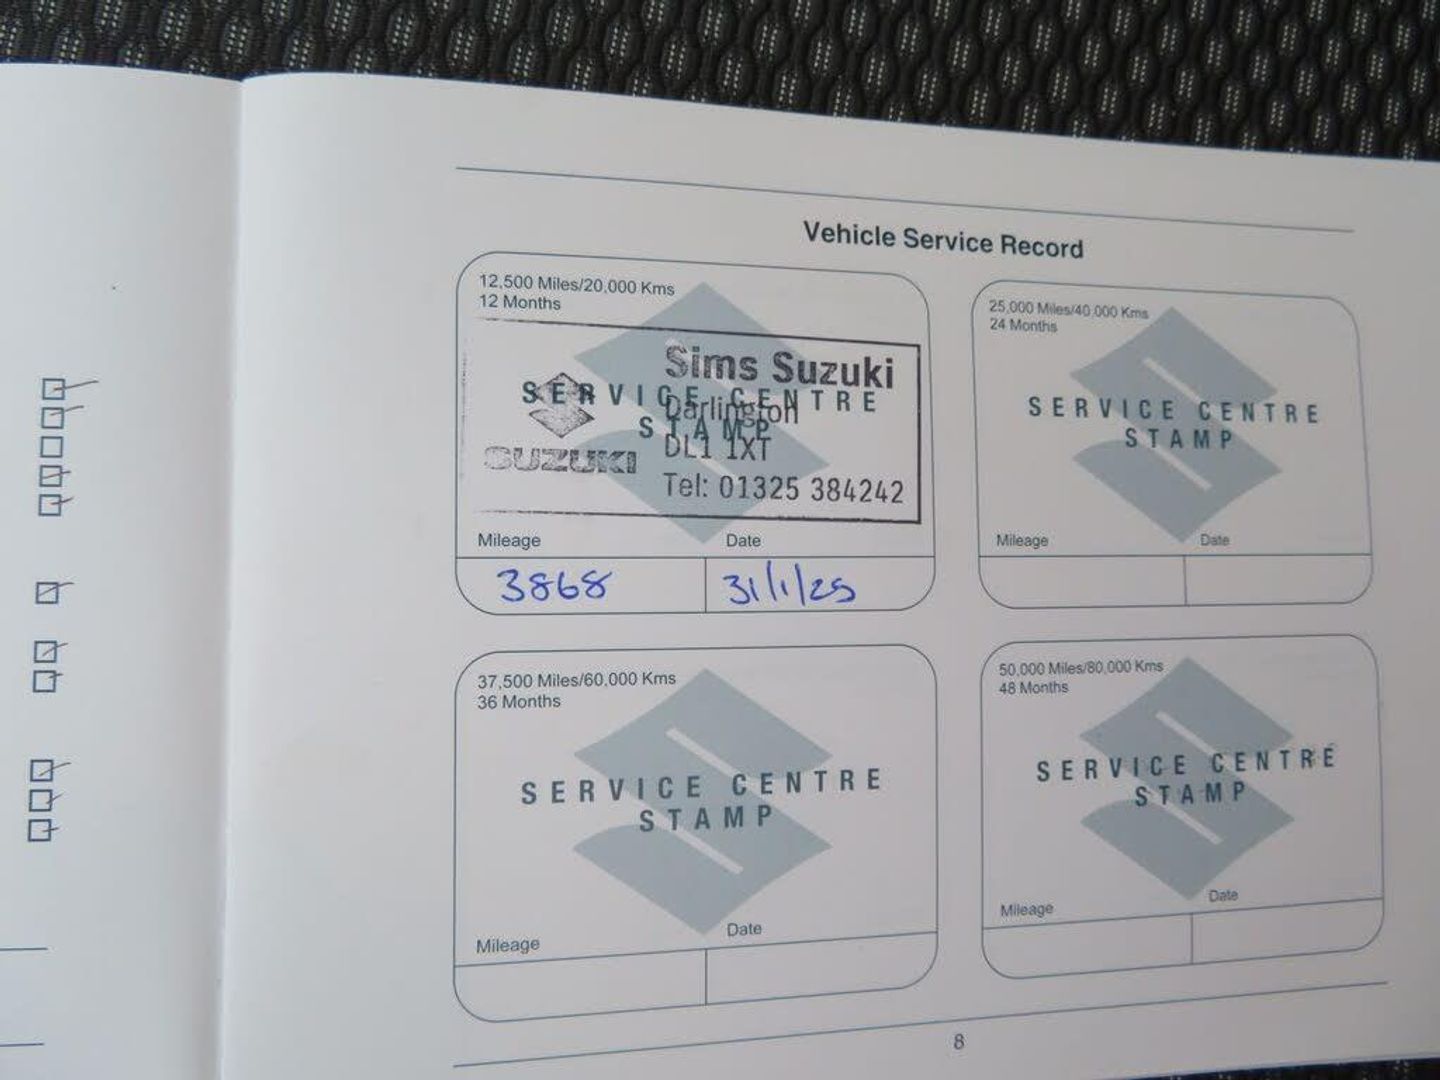 Vehicle Service Record
12,500 Miles/20,000 Kms
12 Months
SERVICE CENTRE
STAMP
Sims Suzuki
Darlington
DL1 1XT
Tel: 01325 384242
SUZUKI
Mileage
Date
3868
31/1/25
25,000 Miles/40,000 Kms
24 Months
SERVICE CENTRE
STAMP
Mileage
Date
37,500 Miles/60,000 Kms
36 Months
SERVICE CENTRE
STAMP
Mileage
Date
50,000 Miles/80,000 Kms
48 Months
SERVICE CENTRE
STAMP
Mileage
Date
8